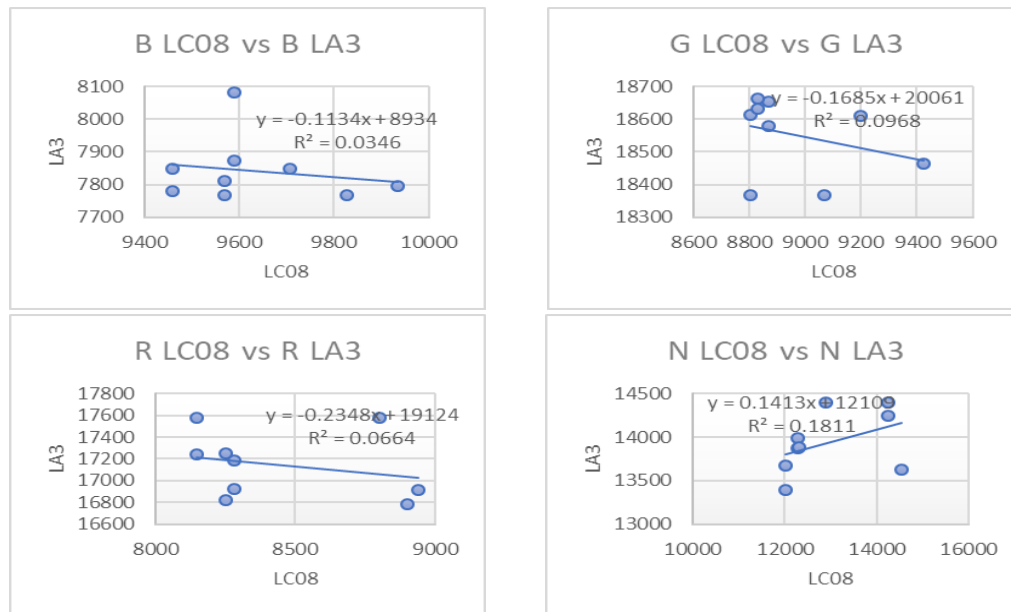 B LC08 vs B LA3
8100
8000
7900
7800
7700
LA3
y = -0.1134x + 8934
R² = 0.0346
9400 9600 9800 10000
LC08
G LC08 vs G LA3
18700
18600
18500
18400
18300
LA3
y = -0.1685x + 20061
R² = 0.0968
8600 8800 9000 9200 9400 9600
LC08
R LC08 vs R LA3
17800
17600
17400
17200
17000
16800
16600
LA3
y = -0.2348x + 19124
R² = 0.0664
8000 8500 9000
LC08
N LC08 vs N LA3
14500
14000
13500
13000
LA3
y = 0.1413x + 12109
R² = 0.1811
10000 12000 14000 16000
LC08